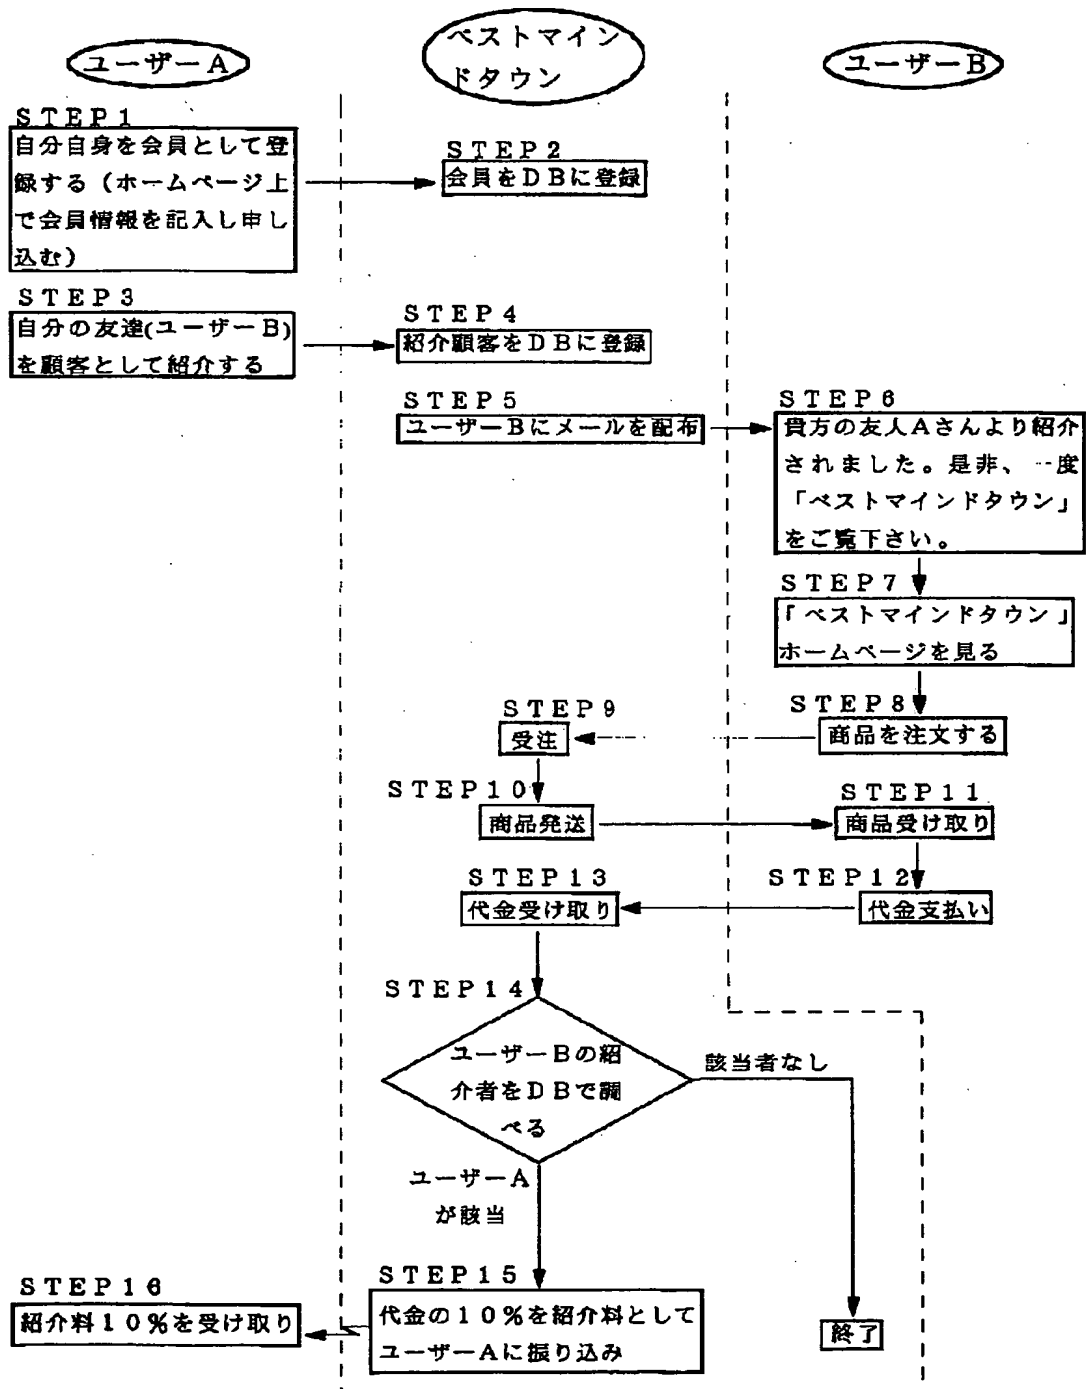 ユーザーA
ベストマイン
ドタウン
ユーザーB
STEP1
自分自身を会員として登
録する（ホームページ上
で会員情報を記入し申し
込む）
STEP2
会員をDBに登録
STEP3
自分の友達(ユーザーB)
を顧客として紹介する
STEP4
紹介顧客をDBに登録
STEP5
ユーザーBにメールを配布
STEP6
貴方の友人Aさんより紹介
されました。是非、一度
「ベストマインドタウン」
をご覧下さい。
STEP7
「ベストマインドタウン」
ホームページを見る
STEP8
商品を注文する
STEP9
受注
STEP10
商品発送
STEP11
商品受け取り
STEP12
代金支払い
STEP13
代金受け取り
STEP14
ユーザーBの紹
介者をDBで調
べる
該当者なし
ユーザーA
が該当
STEP15
代金の10%を紹介料として
ユーザーAに振り込み
STEP16
紹介料10%を受け取り
終了